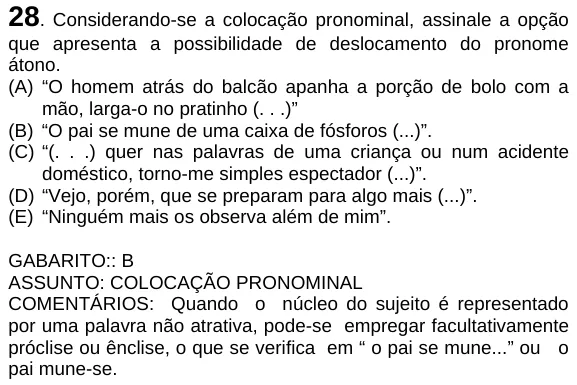 28. Considerando-se a colocação pronominal, assinale a opção
que apresenta a possibilidade de deslocamento do pronome
átono.
(A) “O homem atrás do balcão apanha a porção de bolo com a
mão, larga-o no pratinho (. . .)”
(B) “O pai se mune de uma caixa de fósforos (...)”.
(C) “(. . .) quer nas palavras de uma criança ou num acidente
doméstico, torno-me simples espectador (...)”.
(D) “Vejo, porém, que se preparam para algo mais (...)”.
(E) “Ninguém mais os observa além de mim”.
GABARITO:: B
ASSUNTO: COLOCAÇÃO PRONOMINAL
COMENTÁRIOS: Quando o núcleo do sujeito é representado
por uma palavra não atrativa, pode-se empregar facultativamente
próclise ou ênclise, o que se verifica em “ o pai se mune...” ou o
pai mune-se.